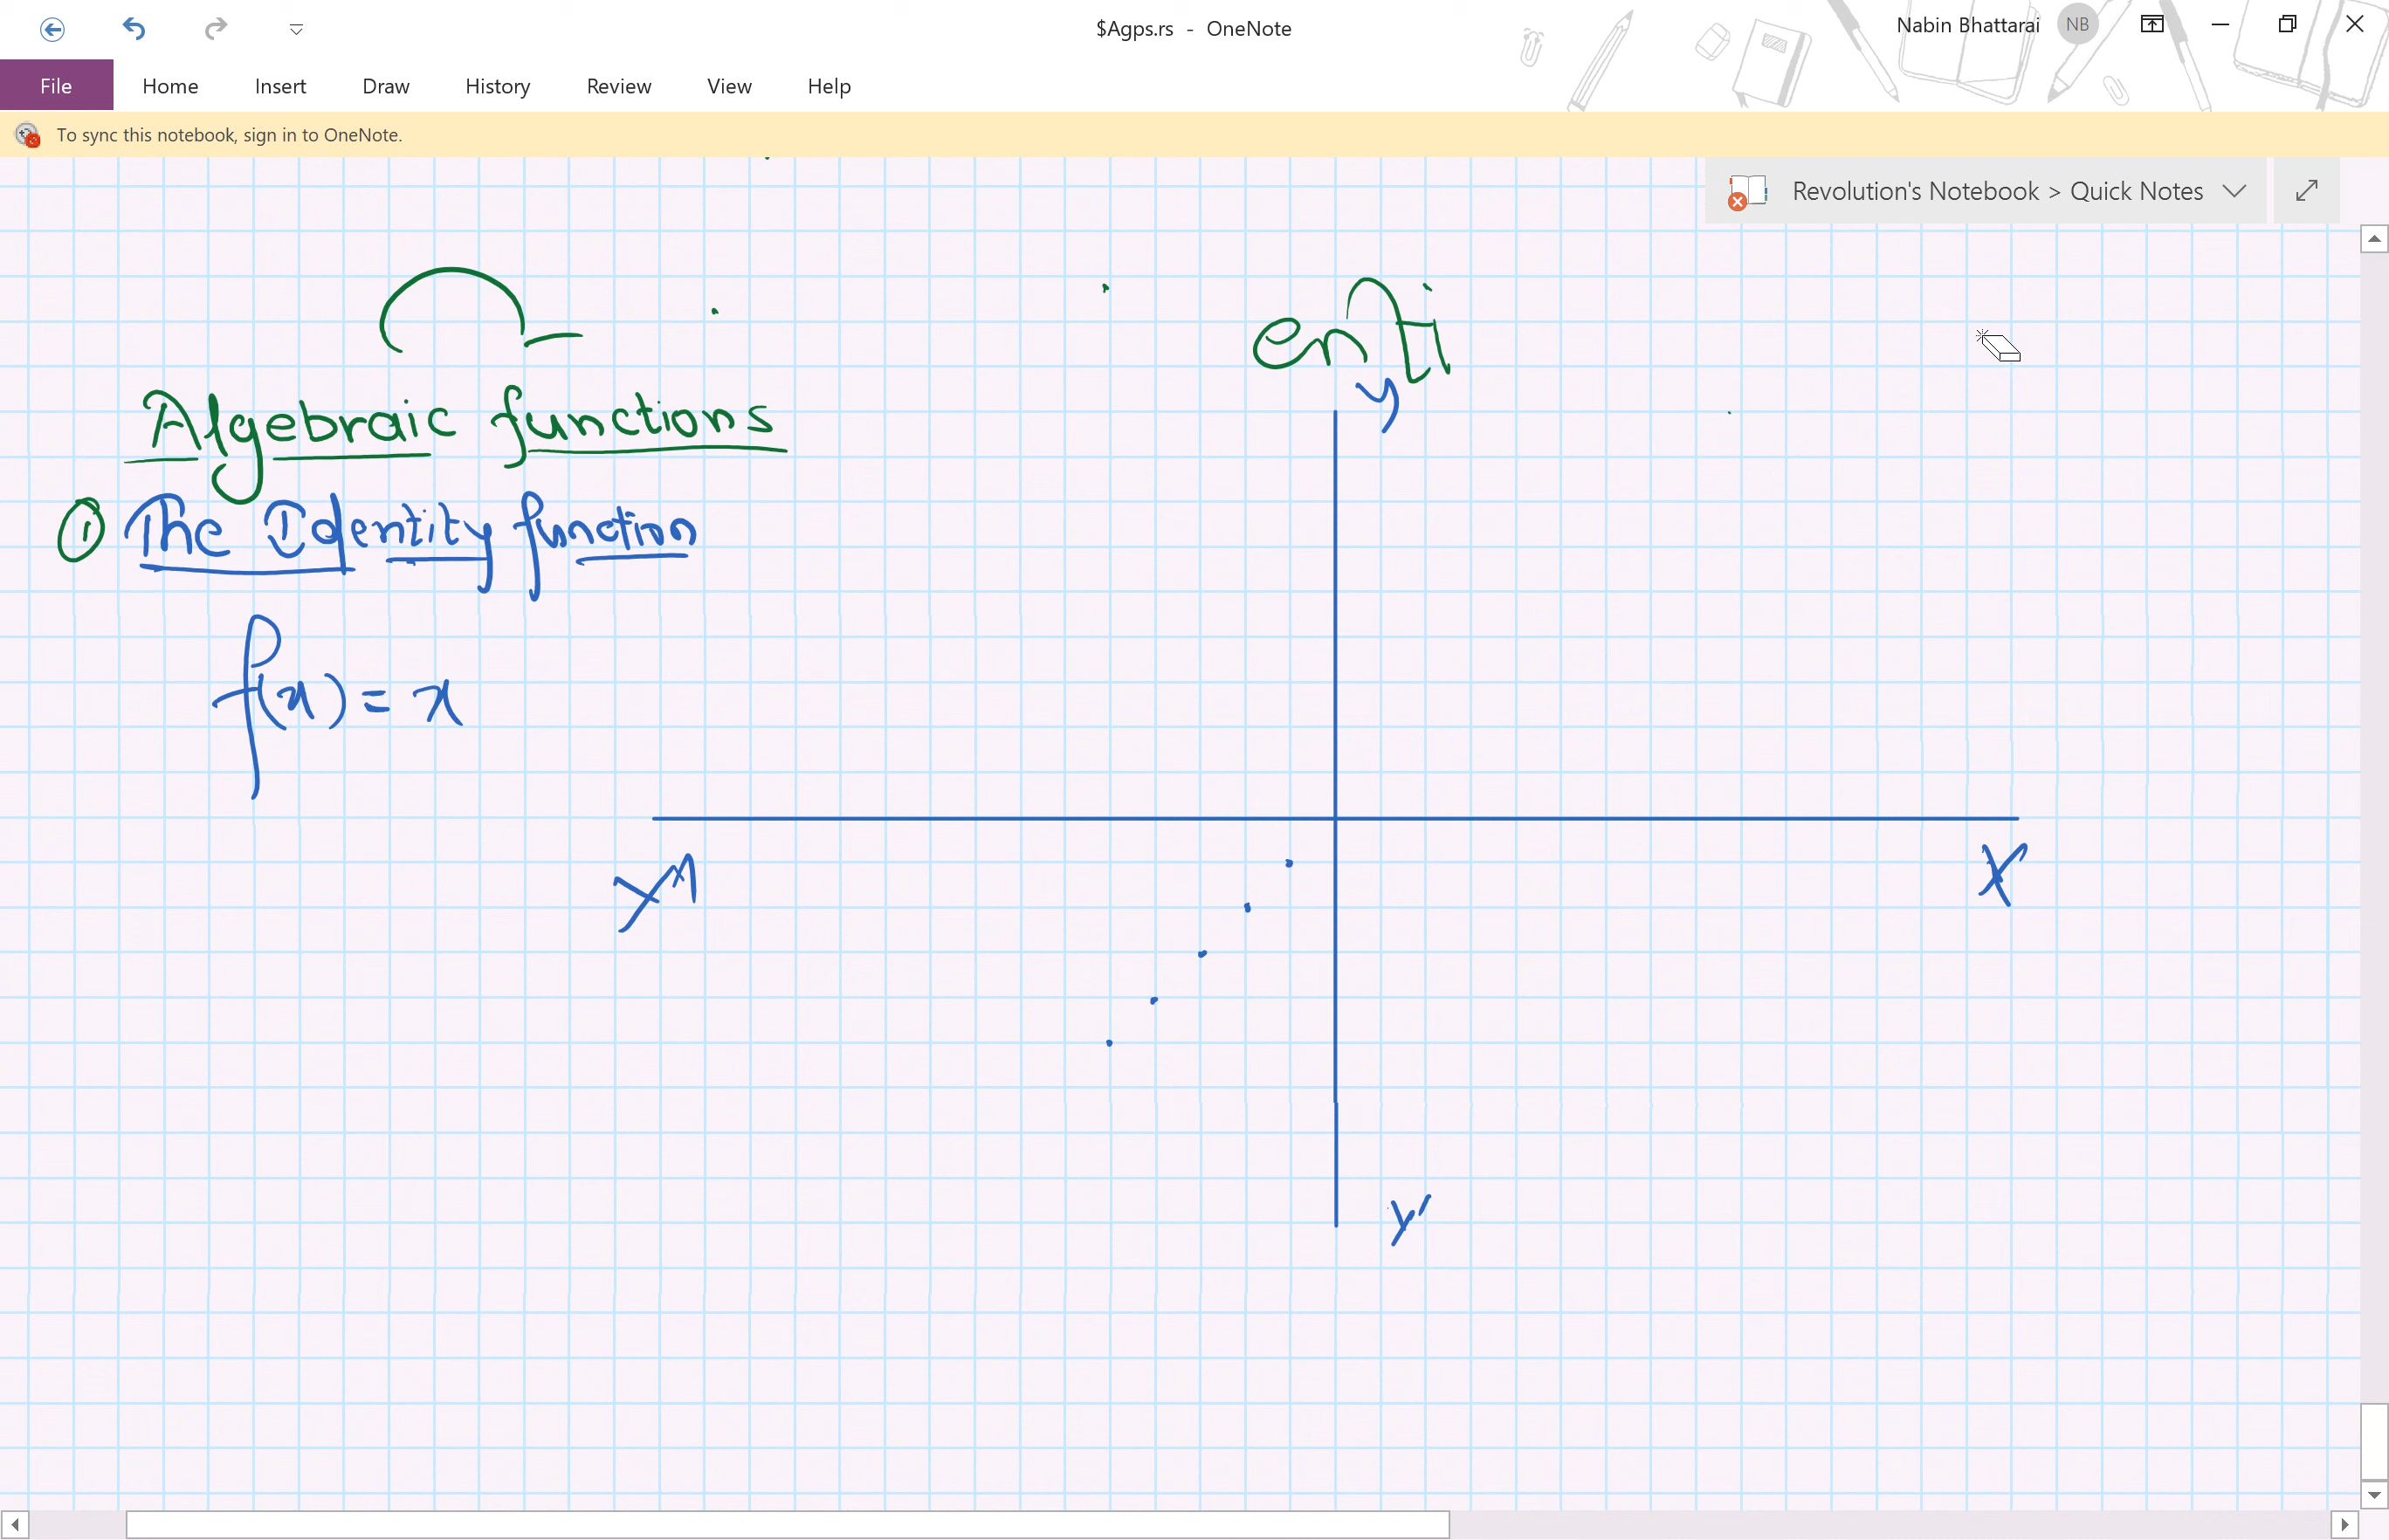 $Agps.rs - OneNote
Nabin Bhattarai NB
File Home Insert Draw History Review View Help
To sync this notebook, sign in to OneNote.
Revolution's Notebook > Quick Notes
enti
y
Algebraic functions
① The Identity function
f(x) = x
X'
X
y'